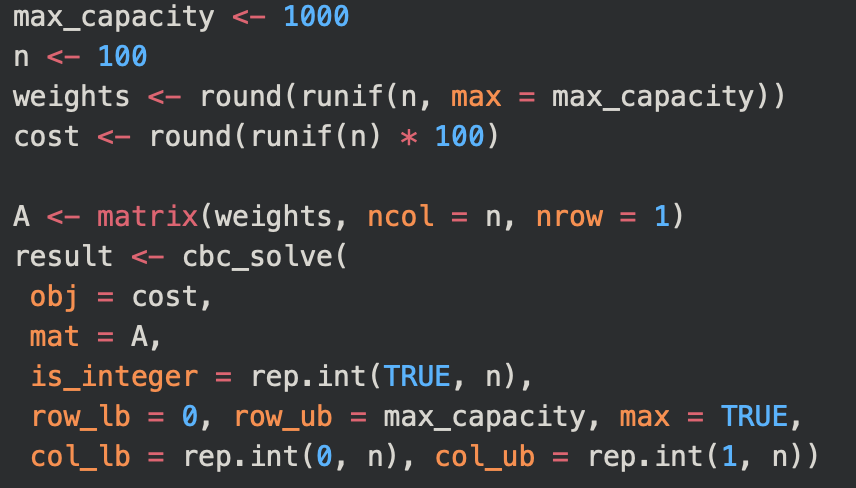 max_capacity <- 1000
n <- 100
weights <- round(runif(n, max = max_capacity))
cost <- round(runif(n) * 100)

A <- matrix(weights, ncol = n, nrow = 1)
result <- cbc_solve(
 obj = cost,
 mat = A,
 is_integer = rep.int(TRUE, n),
 row_lb = 0, row_ub = max_capacity, max = TRUE,
 col_lb = rep.int(0, n), col_ub = rep.int(1, n))